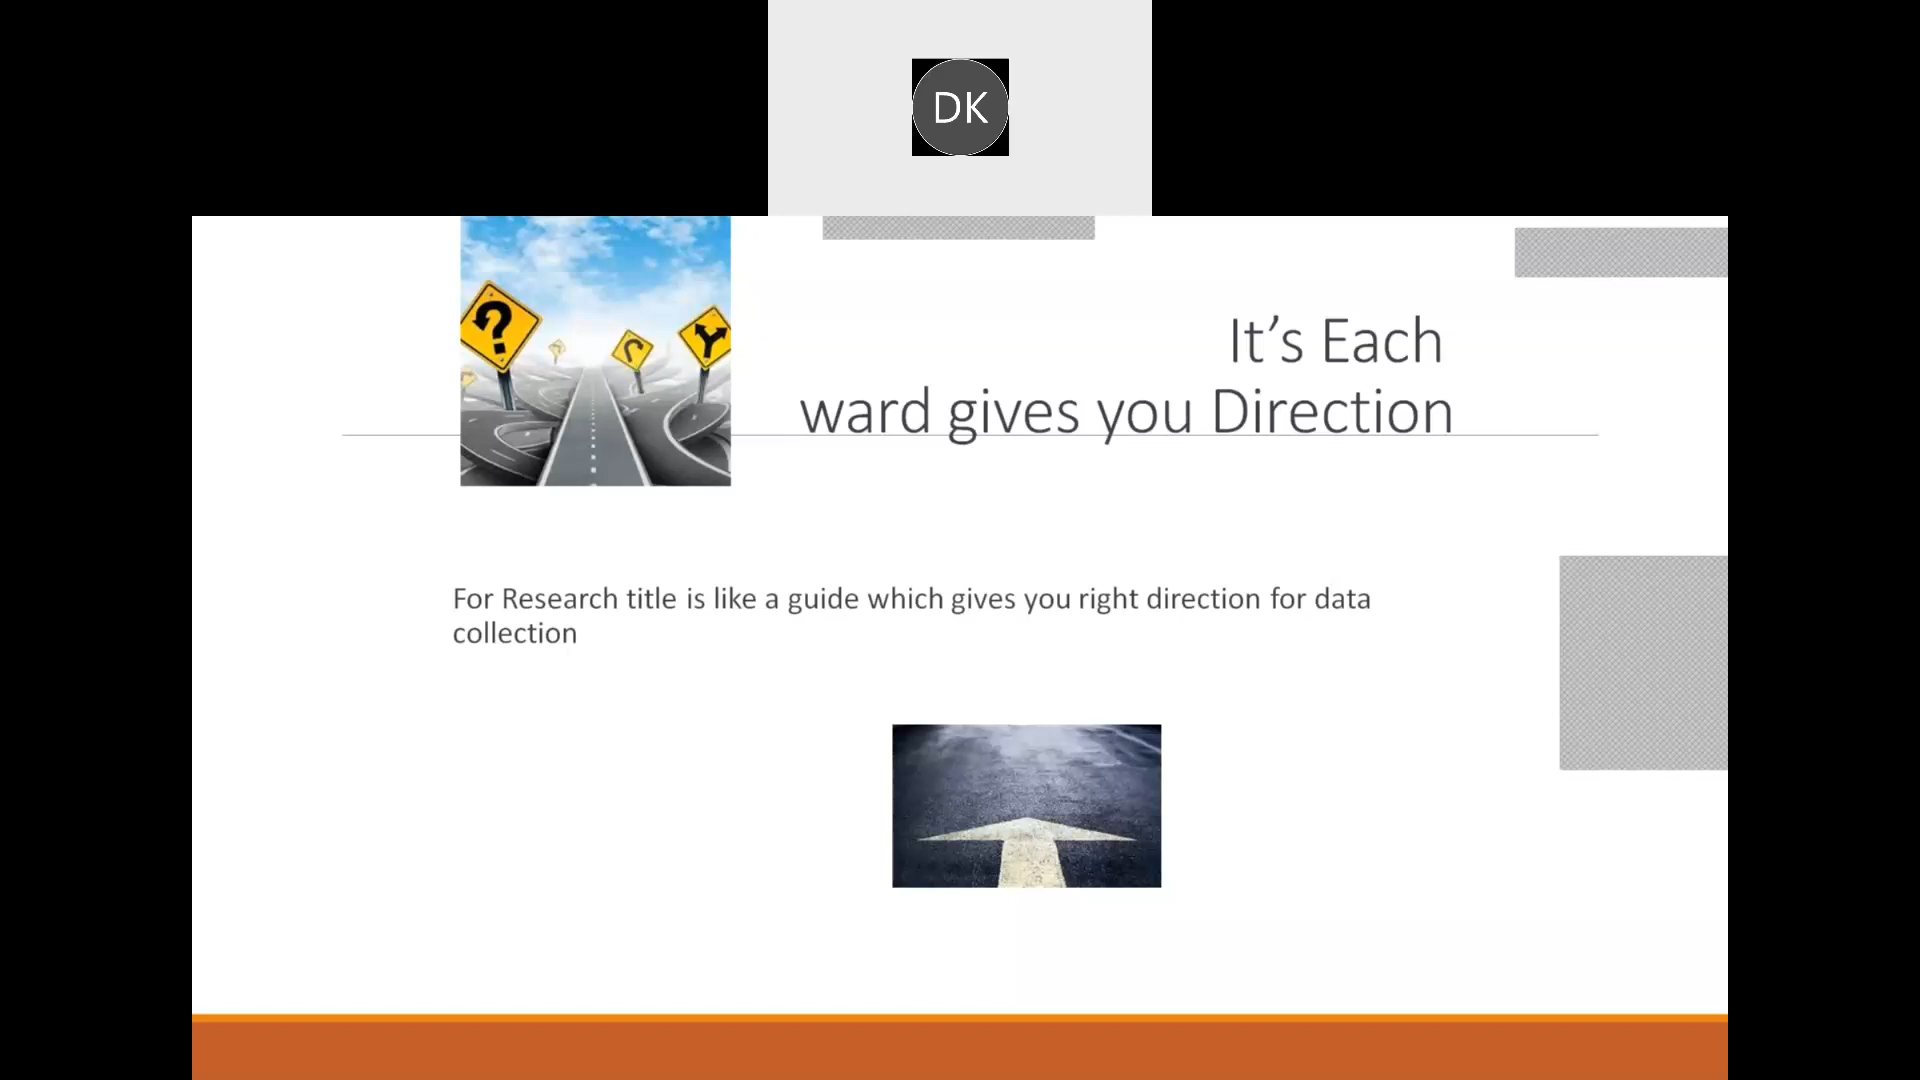 DK
It’s Each
ward gives you Direction
For Research title is like a guide which gives you right direction for data
collection